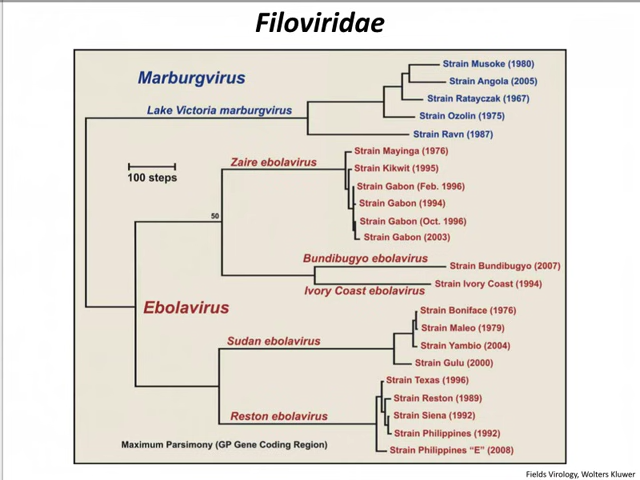 Filoviridae
Marburgvirus
Lake Victoria marburgvirus
Strain Musoke (1980)
Strain Angola (2005)
Strain Ratayczak (1967)
Strain Ozolin (1975)
Strain Ravn (1987)
100 steps
50
Zaire ebolavirus
Strain Mayinga (1976)
Strain Kikwit (1995)
Strain Gabon (Feb. 1996)
Strain Gabon (1994)
Strain Gabon (Oct. 1996)
Strain Gabon (2003)
Bundibugyo ebolavirus
Strain Bundibugyo (2007)
Strain Ivory Coast (1994)
Ivory Coast ebolavirus
Ebolavirus
Sudan ebolavirus
Strain Boniface (1976)
Strain Maleo (1979)
Strain Yambio (2004)
Strain Gulu (2000)
Reston ebolavirus
Strain Texas (1996)
Strain Reston (1989)
Strain Siena (1992)
Strain Philippines (1992)
Strain Philippines “E” (2008)
Maximum Parsimony (GP Gene Coding Region)
Fields Virology, Wolters Kluwer